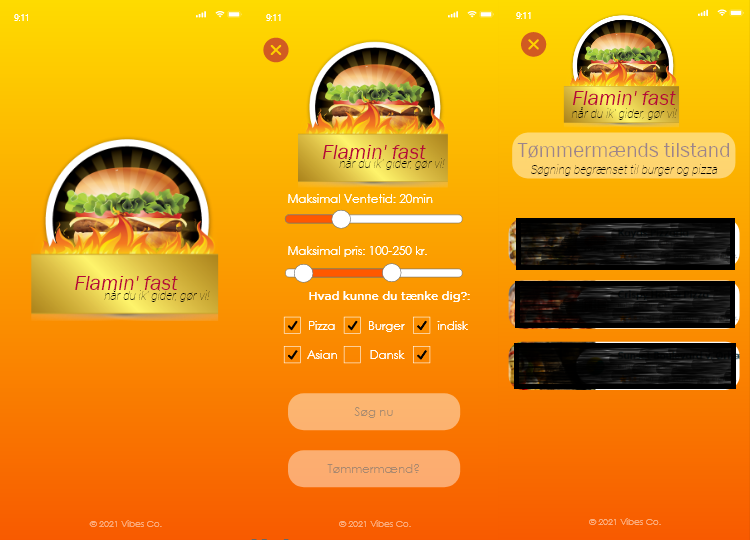 9:11
Flamin' fast
når du ik' gider, gør vi!
© 2021 Vibes Co.
9:11
Flamin' fast
når du ik' gider, gør vi!
Maksimal Ventetid: 20min
Maksimal pris: 100-250 kr.
Hvad kunne du tænke dig?:
Pizza Burger indisk
Asian Dansk
Søg nu
Tømmermænd?
© 2021 Vibes Co.
9:11
Flamin' fast
når du ik' gider, gør vi!
Tømmermænds tilstand
Søgning begrænset til burger og pizza
© 2021 Vibes Co.